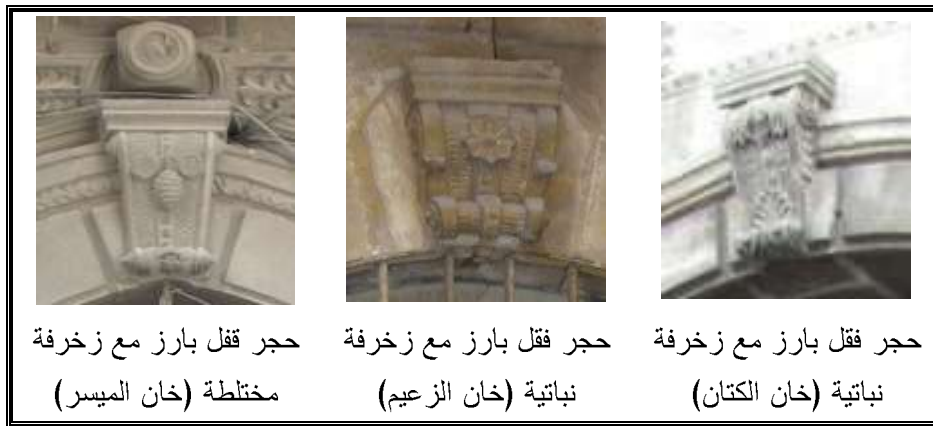 حجر فقل بارز مع زخرفة
نباتية (خان الكتان)
حجر فقل بارز مع زخرفة
نباتية (خان الزعيم)
حجر قفل بارز مع زخرفة
مختلطة (خان الميسر)